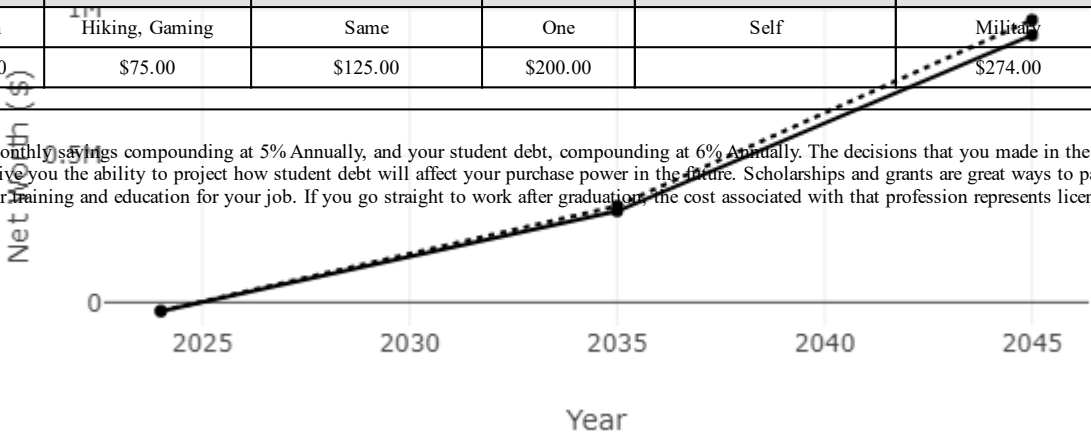 1M
Hiking, Gaming Same One Self Military
0 $75.00 $125.00 $200.00 $274.00
Net worth ($)
0.5M
onthly savings compounding at 5% Annually, and your student debt, compounding at 6% Annually. The decisions that you made in the
ive you the ability to project how student debt will affect your purchase power in the future. Scholarships and grants are great ways to pa
r training and education for your job. If you go straight to work after graduation, the cost associated with that profession represents licen
0
2025 2030 2035 2040 2045
Year